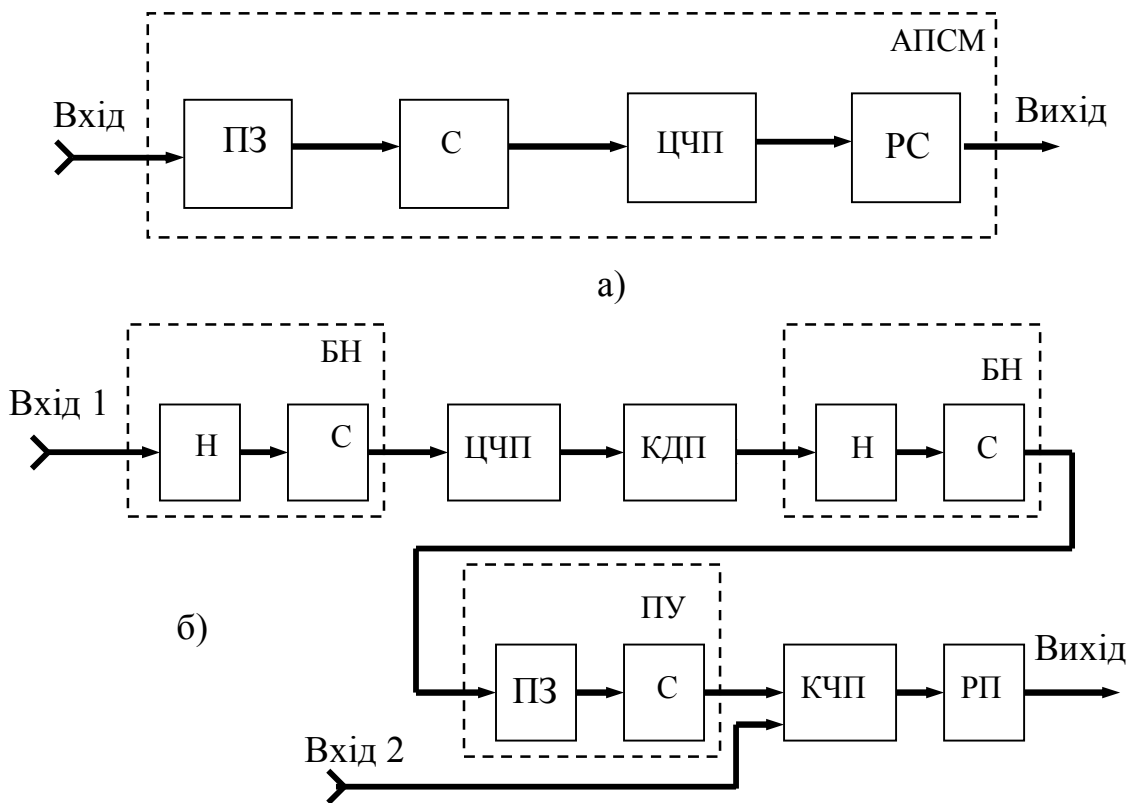 АПСМ
Вхід
ПЗ
С
ЦЧП
РС
Вихід
а)
БН
БН
Вхід 1
Н
С
ЦЧП
КДП
Н
С
ПУ
б)
ПЗ
С
КЧП
РП
Вихід
Вхід 2